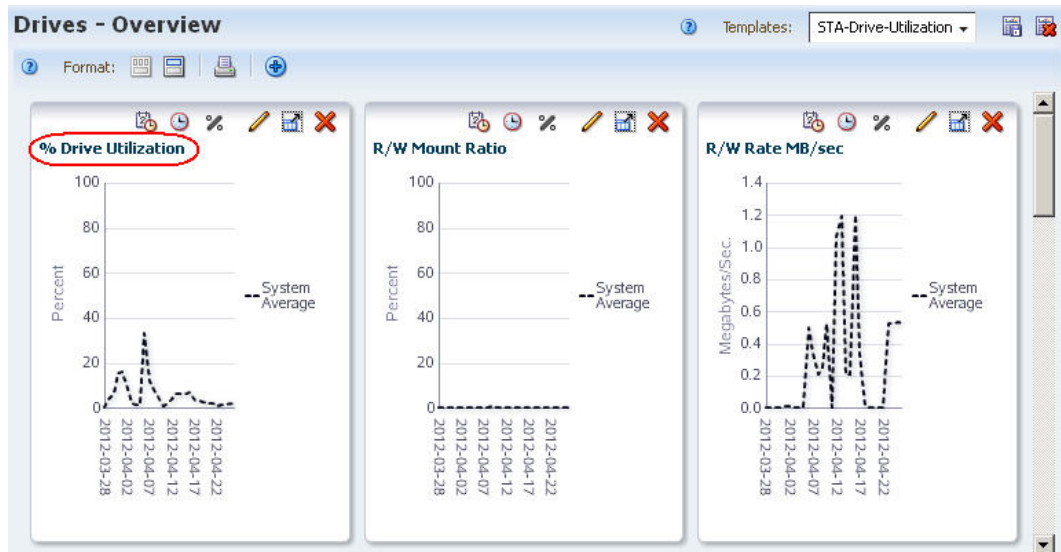 Drives - Overview
Templates: STA-Drive-Utilization
Format:
% Drive Utilization
100
80
60
40
20
0
Percent
System
Average
2012-03-28
2012-04-02
2012-04-07
2012-04-12
2012-04-17
2012-04-22
R/W Mount Ratio
100
80
60
40
20
0
Percent
System
Average
2012-03-28
2012-04-02
2012-04-07
2012-04-12
2012-04-17
2012-04-22
R/W Rate MB/sec
1.4
1.2
1.0
0.8
0.6
0.4
0.2
0.0
Megabytes/Sec.
System
Average
2012-03-28
2012-04-02
2012-04-07
2012-04-12
2012-04-17
2012-04-22